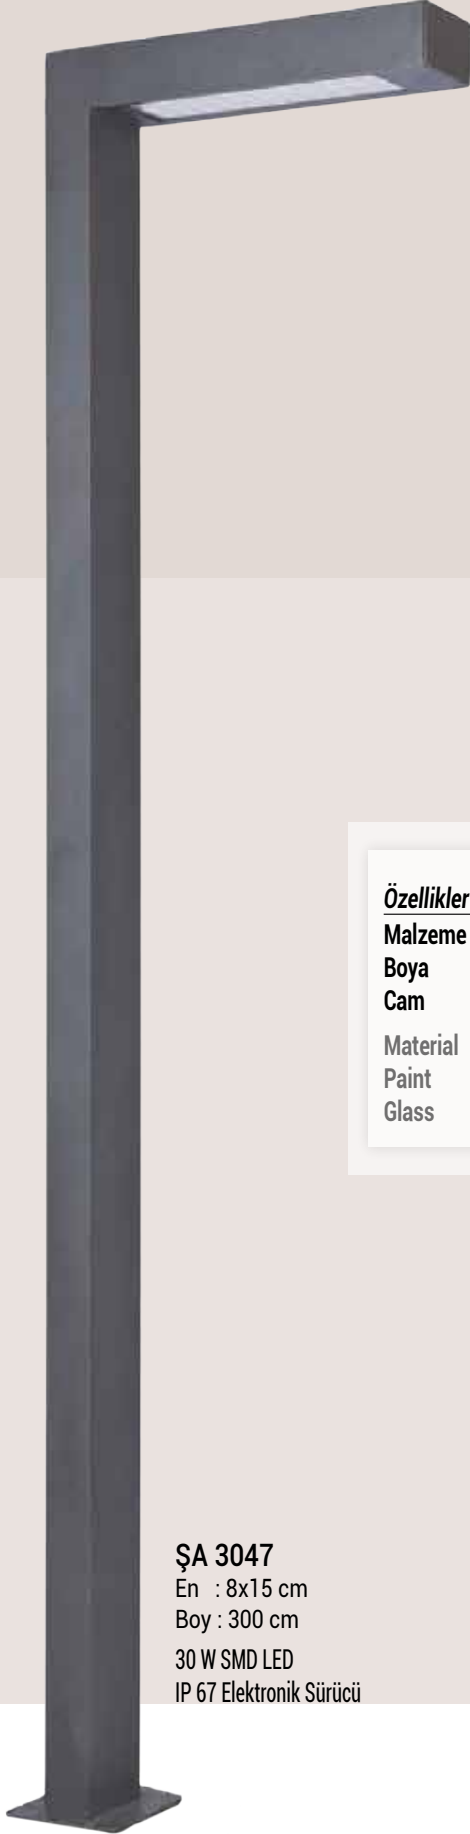 Özellikler
Malzeme
Boya
Cam
Material
Paint
Glass
ŞA 3047
En : 8x15 cm
Boy : 300 cm
30 W SMD LED
IP 67 Elektronik Sürücü